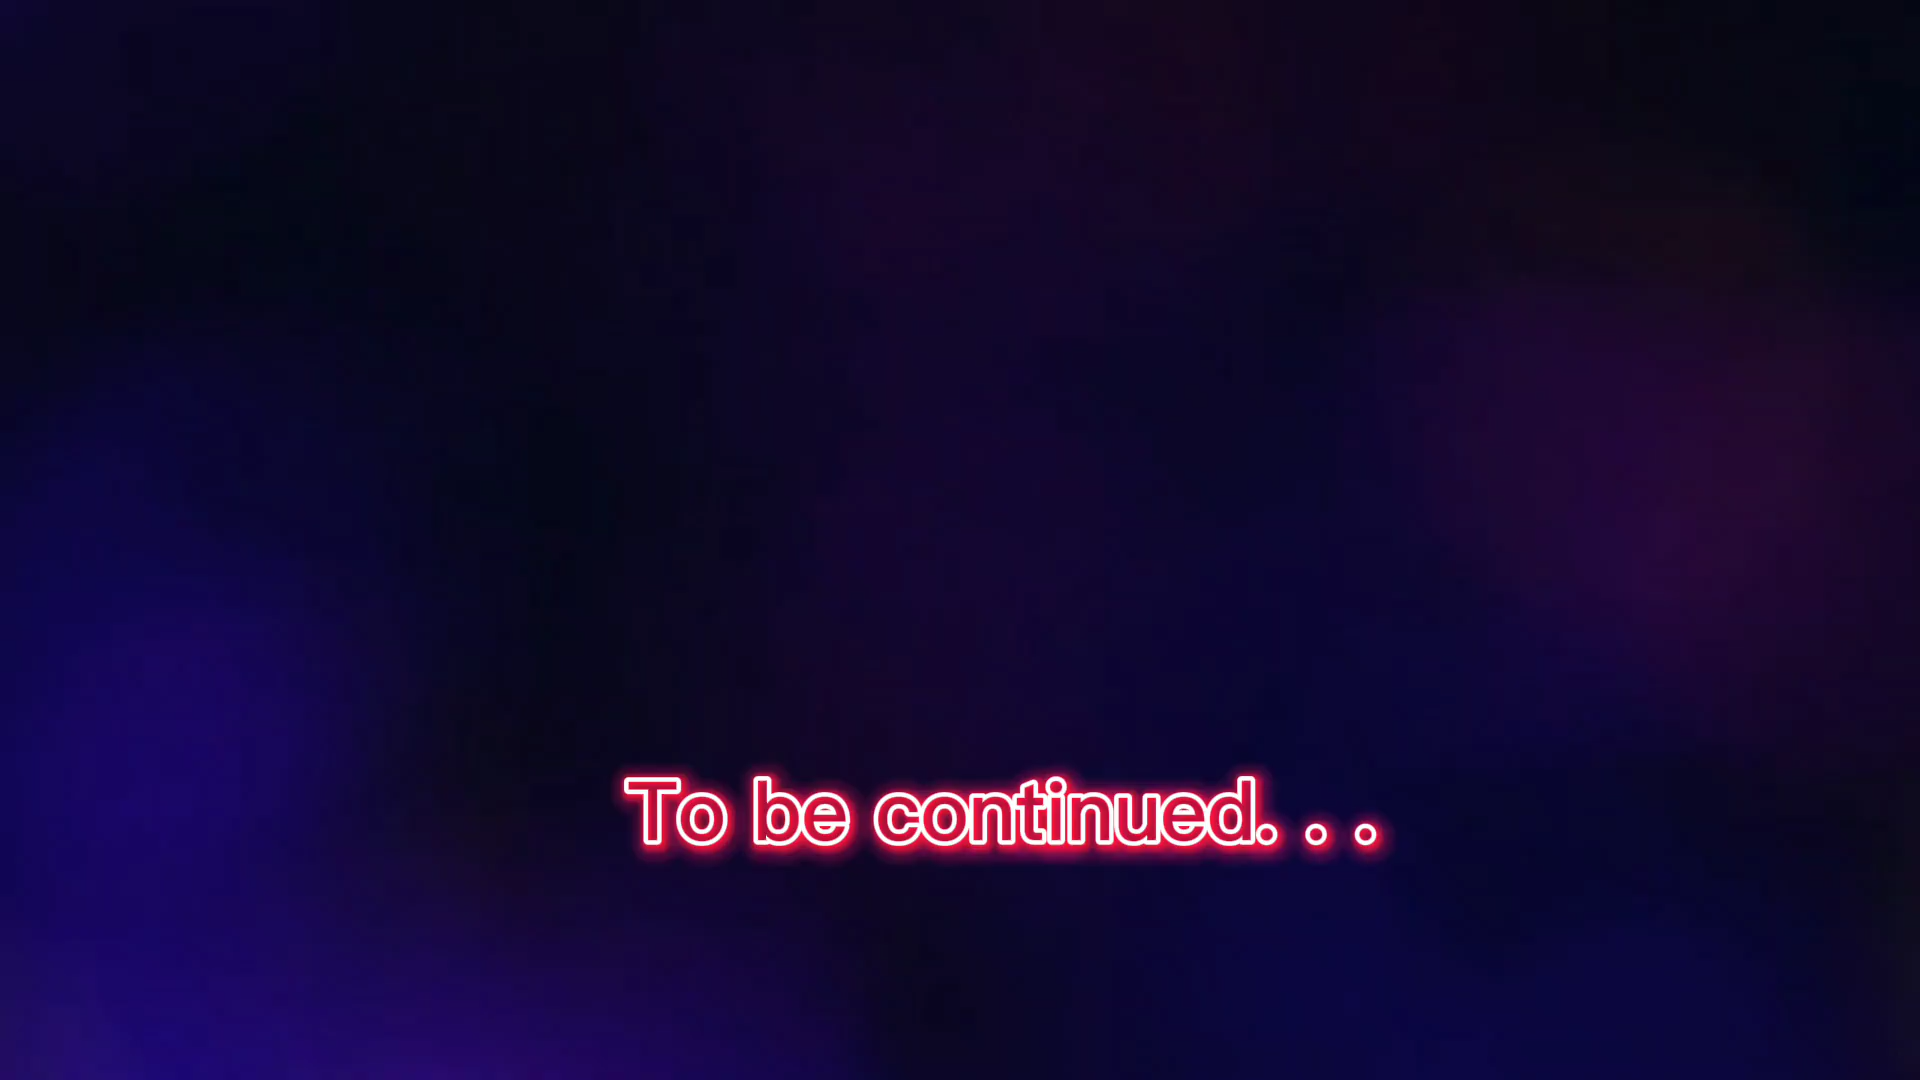 To be continued. . .